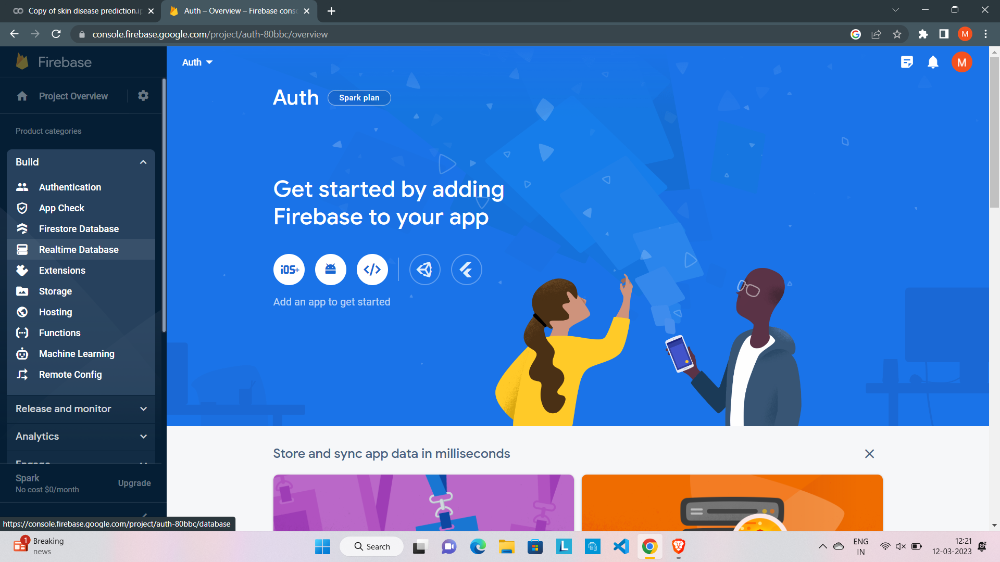 Copy of skin disease prediction.i
Auth – Overview – Firebase cons
console.firebase.google.com/project/auth-80bbc/overview
M
Firebase
Auth
M
Project Overview
Auth
Spark plan
Product categories
Build
Authentication
App Check
Firestore Database
Realtime Database
Extensions
Storage
Hosting
Functions
Machine Learning
Remote Config
Get started by adding
Firebase to your app
iOS+
</>
Add an app to get started
Release and monitor
Analytics
Engage
Store and sync app data in milliseconds
Spark
No cost $0/month
Upgrade
https://console.firebase.google.com/project/auth-80bbc/database
1
Breaking
news
Search
L
ENG
IN
12:21
12-03-2023